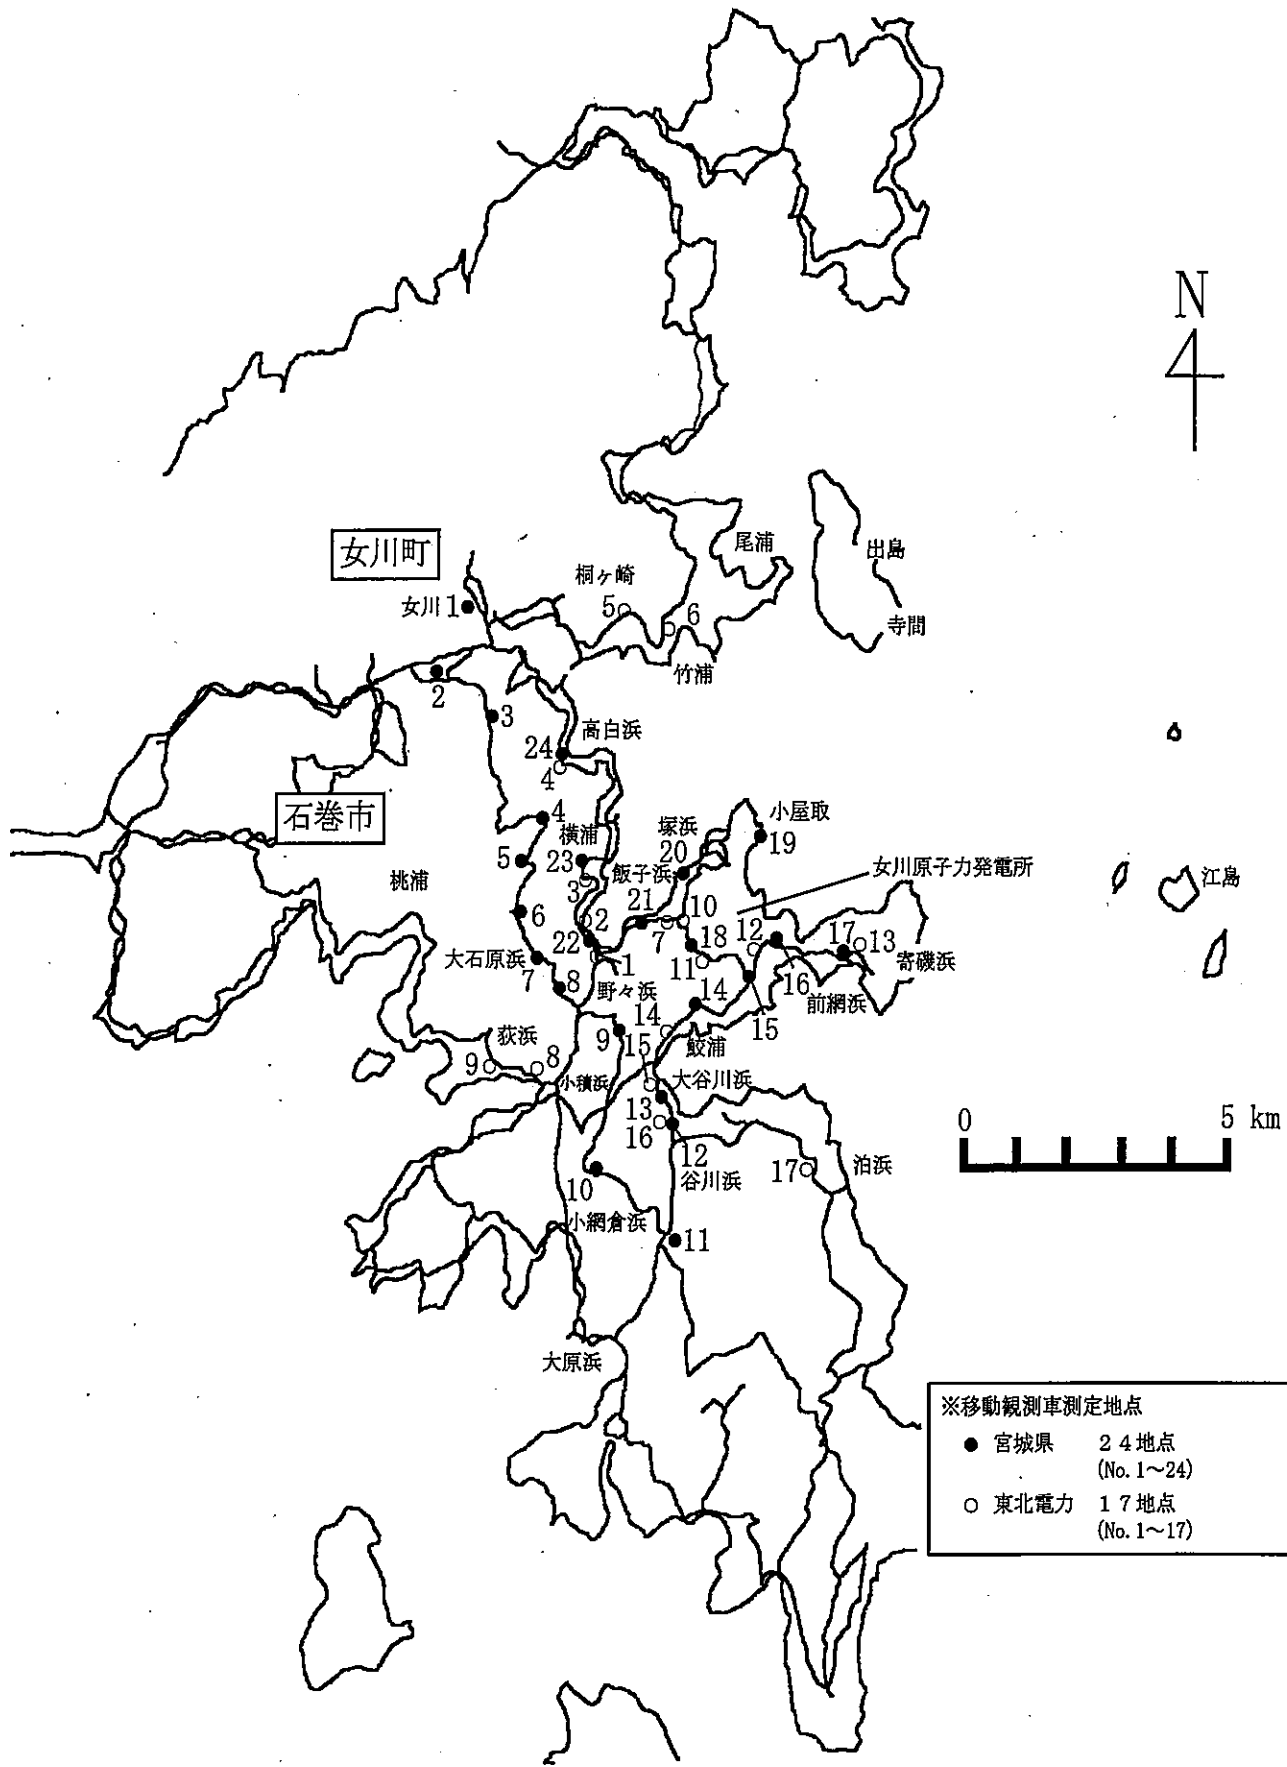 N
女川町
尾浦
出島
桐ヶ崎
女川 1
5
6
寺間
竹浦
2
3
高白浜
24
4
石巻市
4
横浦
塚浜
小屋取
5
23
20
19
飯子浜
女川原子力発電所
江島
桃浦
3
21
10
6
2
7
18
12
17
13
22
大石原浜
11
16
寄磯浜
7
8
1
野々浜
14
15
前網浜
荻浜
9
14
15
鮫浦
9
8
小積浜
大谷川浜
13
16
0
5 km
12
谷川浜
17
泊浜
10
小網倉浜
11
大原浜
※移動観測車測定地点
● 宮城県 24地点
(No.1〜24)
○ 東北電力 17地点
(No.1〜17)